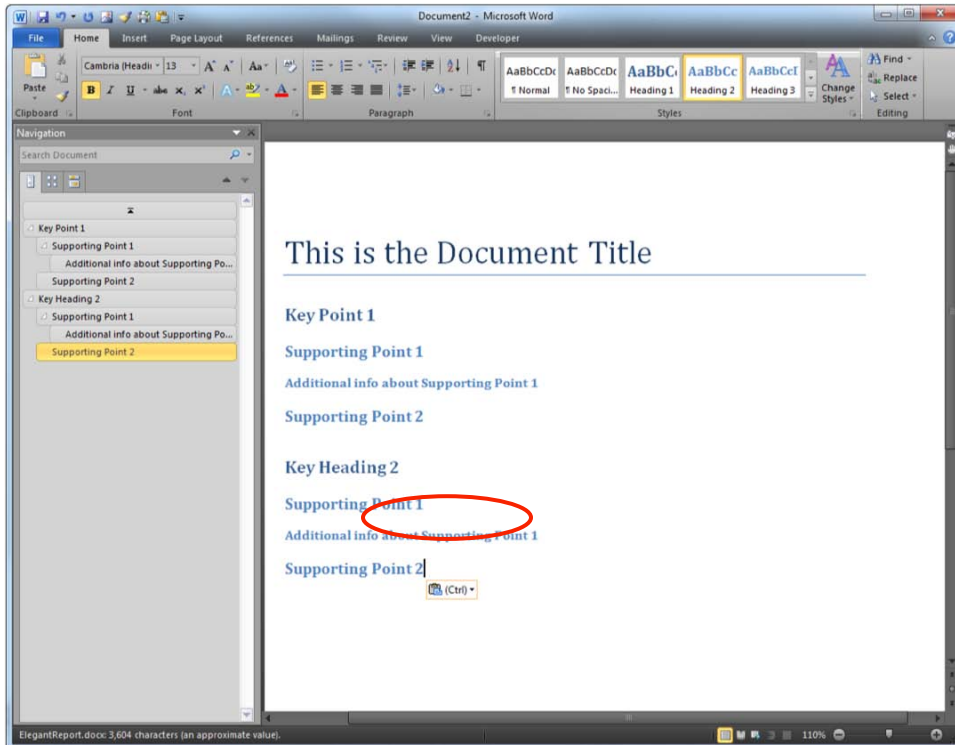 Document2 - Microsoft Word
File Home Insert Page Layout References Mailings Review View Developer
Cambria (Headin 13 A A Aa
Paste
B I U abc x₂ x² A ab A
AaBbCcDc AaBbCcDc AaBbC AaBbCc AaBbCcI
¶ Normal ¶ No Spaci... Heading 1 Heading 2 Heading 3
Change Styles
Find
Replace
Select
Clipboard Font Paragraph Styles Editing
Navigation
Search Document
Key Point 1
Supporting Point 1
Additional info about Supporting Po...
Supporting Point 2
Key Heading 2
Supporting Point 1
Additional info about Supporting Po...
Supporting Point 2
This is the Document Title
Key Point 1
Supporting Point 1
Additional info about Supporting Point 1
Supporting Point 2
Key Heading 2
Supporting Point 1
Additional info about Supporting Point 1
Supporting Point 2
(Ctrl)
ElegantReport.docx: 3,604 characters (an approximate value).
110%